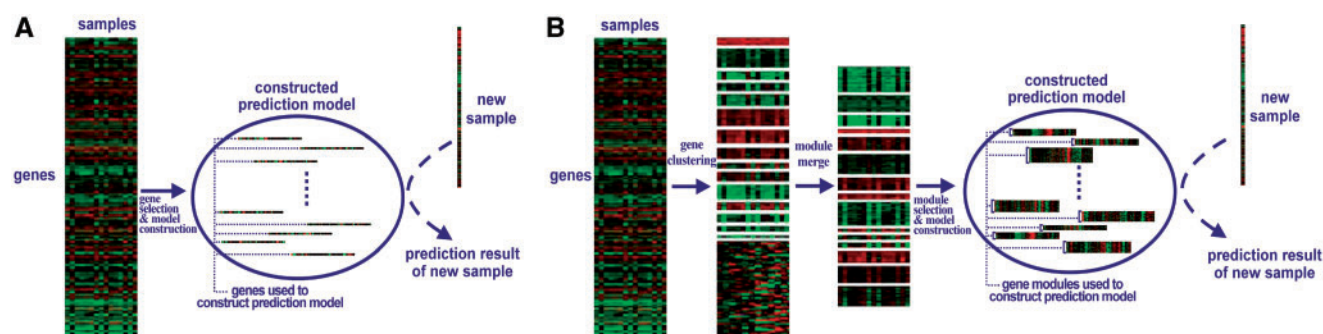 A
samples
genes
gene
selection
& model
construction
constructed
prediction model
genes used to
construct prediction model
new
sample
prediction result
of new sample
B
samples
genes
gene
clustering
module
merge
module
selection
& model
construction
constructed
prediction model
gene modules used to
construct prediction model
new
sample
prediction result
of new sample